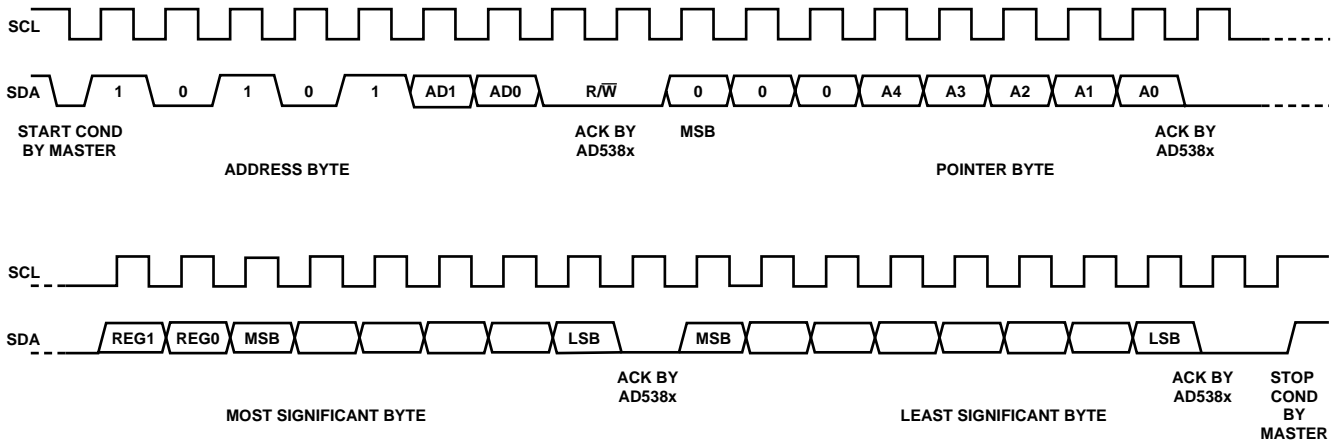 SCL
SDA 1 0 1 0 1 AD1 AD0 R/W̅ 0 0 0 A4 A3 A2 A1 A0
START COND
BY MASTER
ACK BY
AD538x
MSB
ACK BY
AD538x
ADDRESS BYTE
POINTER BYTE
SCL
SDA REG1 REG0 MSB LSB MSB LSB
ACK BY
AD538x
ACK BY
AD538x
STOP
COND
BY
MASTER
MOST SIGNIFICANT BYTE
LEAST SIGNIFICANT BYTE